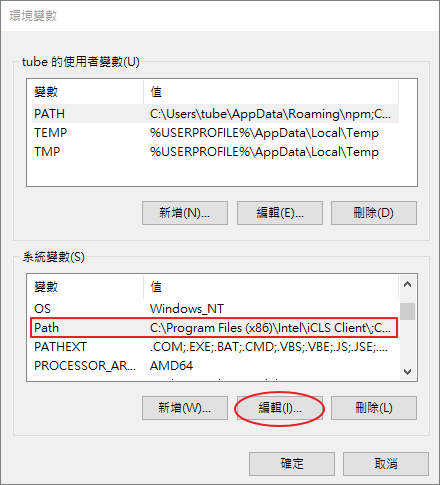 環境變數
tube 的使用者變數(U)
變數 值
PATH C:\Users\tube\AppData\Roaming\npm;C...
TEMP %USERPROFILE%\AppData\Local\Temp
TMP %USERPROFILE%\AppData\Local\Temp
新增(N)... 編輯(E)... 刪除(D)
系統變數(S)
變數 值
OS Windows_NT
Path C:\Program Files (x86)\Intel\iCLS Client\;C...
PATHEXT .COM;.EXE;.BAT;.CMD;.VBS;.VBE;.JS;.JSE;....
PROCESSOR_AR... AMD64
新增(W)... 編輯(I)... 刪除(L)
確定 取消